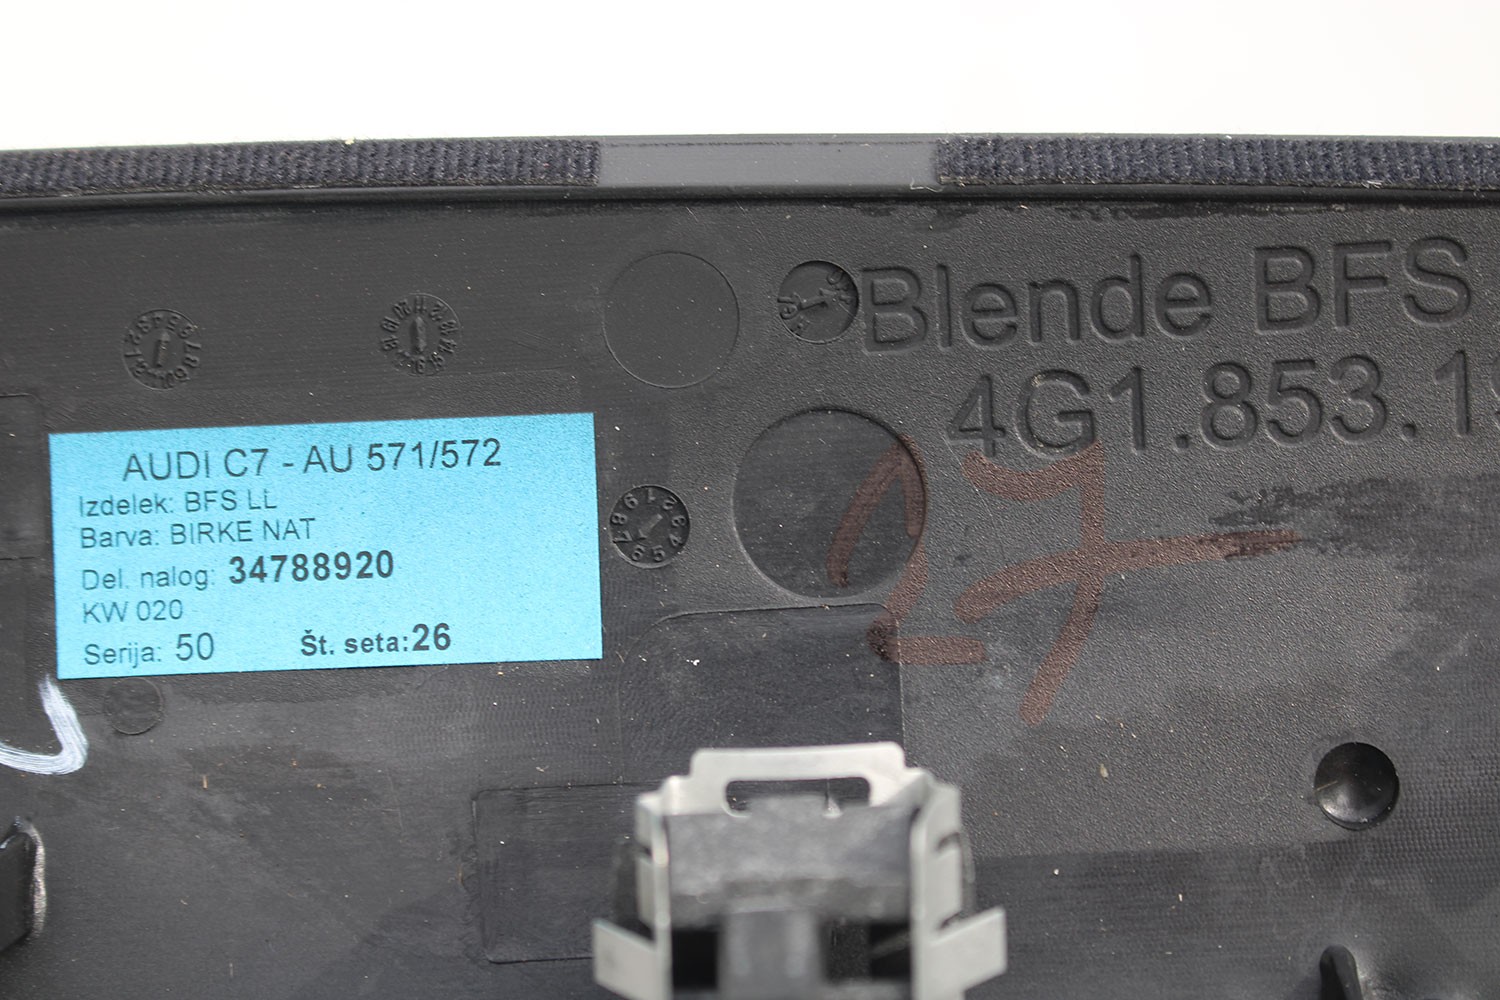 Blende BFS
4G1.853.19
27
AUDI C7 - AU 571/572
Izdelek: BFS LL
Barva: BIRKE NAT
Del. nalog: 34788920
KW 020
Serija: 50 Št. seta:26